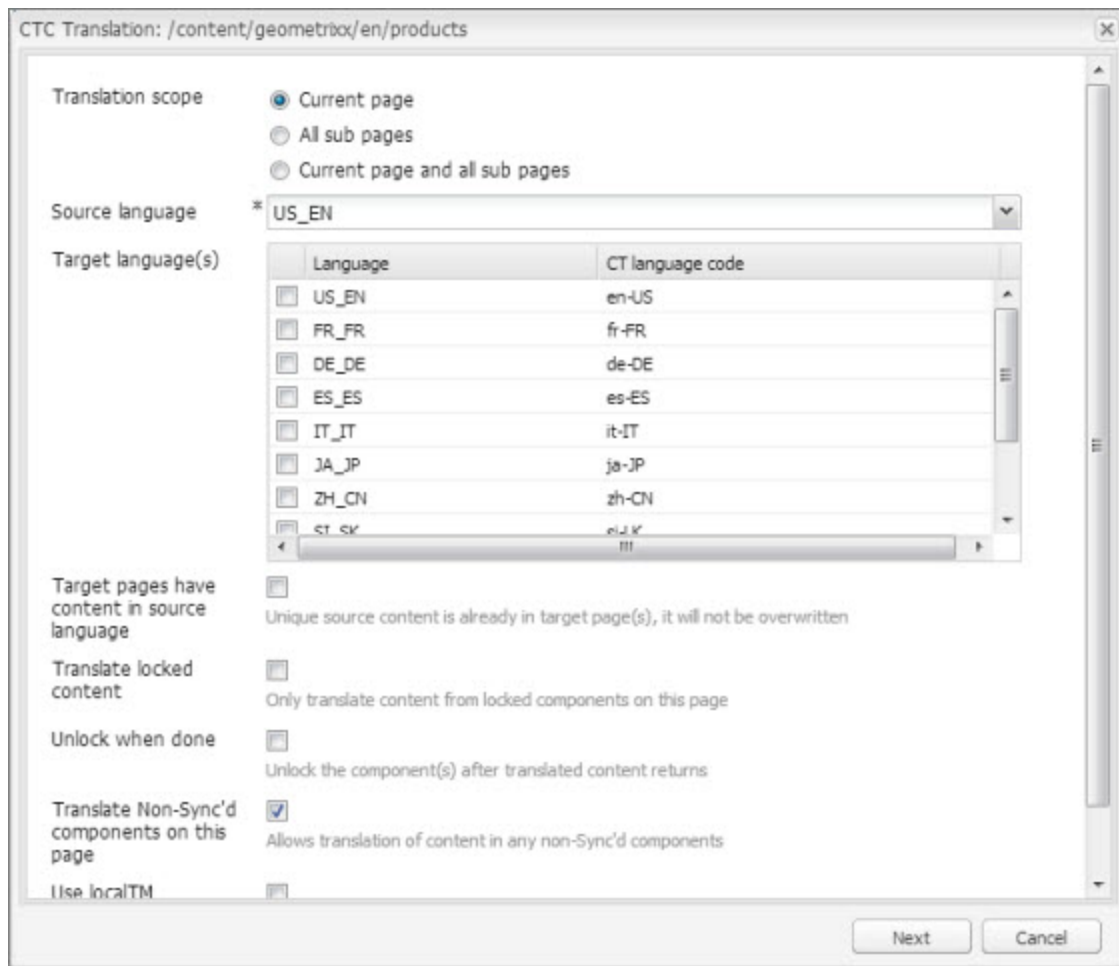 CTC Translation: /content/geometrixx/en/products
Translation scope
Current page
All sub pages
Current page and all sub pages
Source language * US_EN
Target language(s)
Language CT language code
US_EN en-US
FR_FR fr-FR
DE_DE de-DE
ES_ES es-ES
IT_IT it-IT
JA_JP ja-JP
ZH_CN zh-CN
SI_SK si-LK
Target pages have
content in source
language
Unique source content is already in target page(s), it will not be overwritten
Translate locked
content
Only translate content from locked components on this page
Unlock when done
Unlock the component(s) after translated content returns
Translate Non-Sync'd
components on this
page
Allows translation of content in any non-Sync'd components
Use localTM
Next Cancel